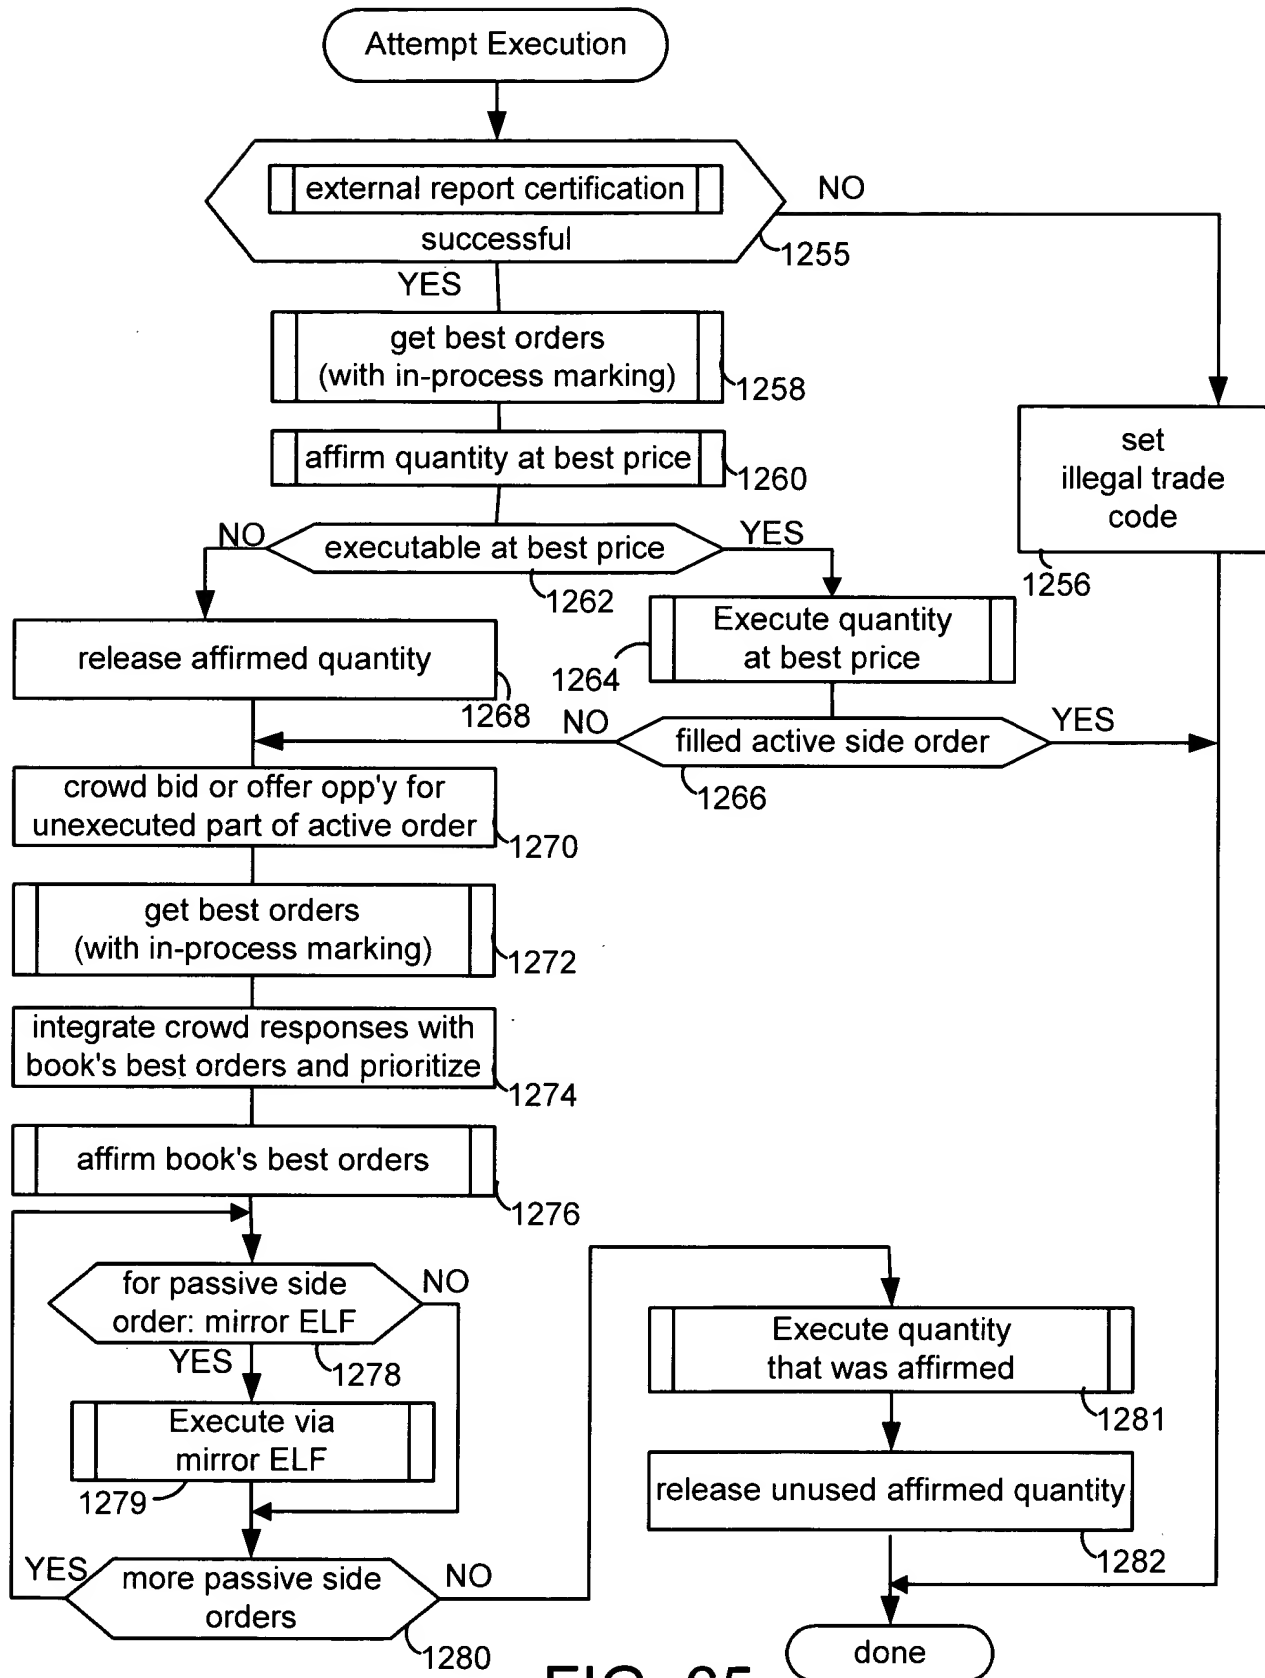 Attempt Execution
external report certification
successful
NO
1255
YES
get best orders
(with in-process marking)
1258
affirm quantity at best price
1260
set
illegal trade
code
1256
NO
executable at best price
YES
1262
release affirmed quantity
1268
Execute quantity
at best price
1264
NO
filled active side order
YES
1266
crowd bid or offer opp'y for
unexecuted part of active order
1270
get best orders
(with in-process marking)
1272
integrate crowd responses with
book's best orders and prioritize
1274
affirm book's best orders
1276
for passive side
order: mirror ELF
NO
YES
1278
Execute via
mirror ELF
1279
YES
more passive side
orders
NO
1280
Execute quantity
that was affirmed
1281
release unused affirmed quantity
1282
done